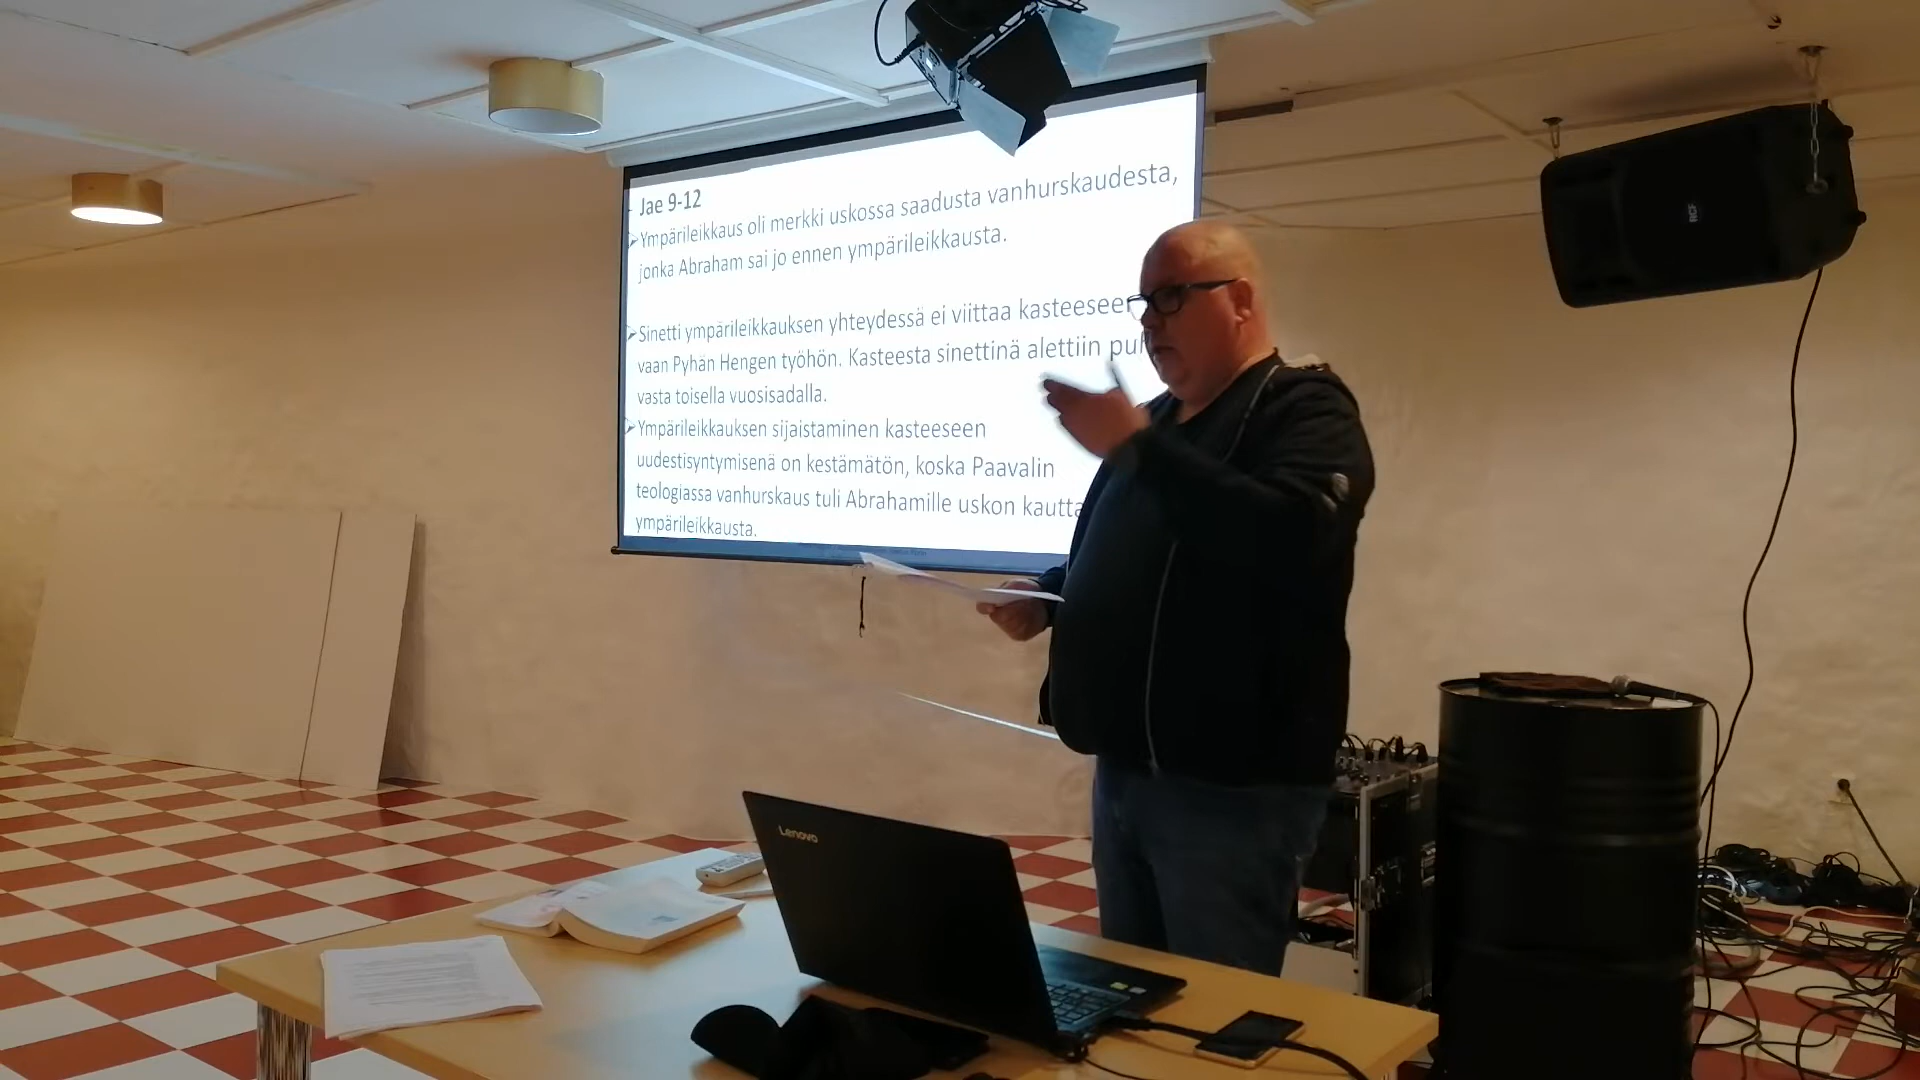 Jae 9-12
Ympärileikkaus oli merkki uskossa saadusta vanhurskaudesta,
jonka Abraham sai jo ennen ympärileikkausta.
Sinetti ympärileikkauksen yhteydessä ei viittaa kasteeseen
vaan Pyhän Hengen työhön. Kasteesta sinettinä alettiin
vasta toisella vuosisadalla.
Ympärileikkauksen sijaistaminen kasteeseen
uudestisyntymisenä on kestämätön, koska Paavalin
teologiassa vanhurskaus tuli Abrahamille uskon kautta
ympärileikkausta.
RCF
Lenovo